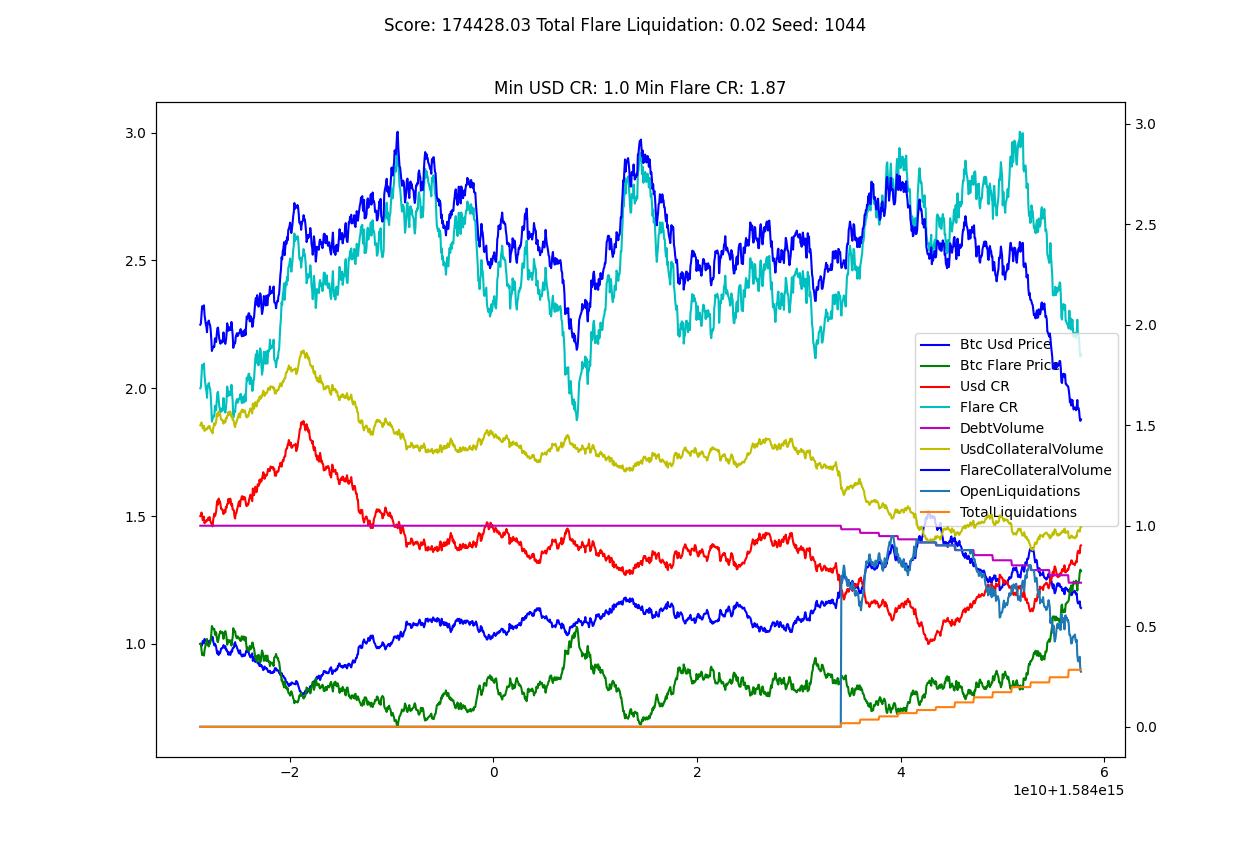 Score: 174428.03 Total Flare Liquidation: 0.02 Seed: 1044
Min USD CR: 1.0 Min Flare CR: 1.87
3.0
2.5
2.0
1.5
1.0
3.0
2.5
2.0
1.5
1.0
0.5
0.0
Btc Usd Price
Btc Flare Price
Usd CR
Flare CR
DebtVolume
UsdCollateralVolume
FlareCollateralVolume
OpenLiquidations
TotalLiquidations
−2 0 2 4 6
1e10+1.584e15